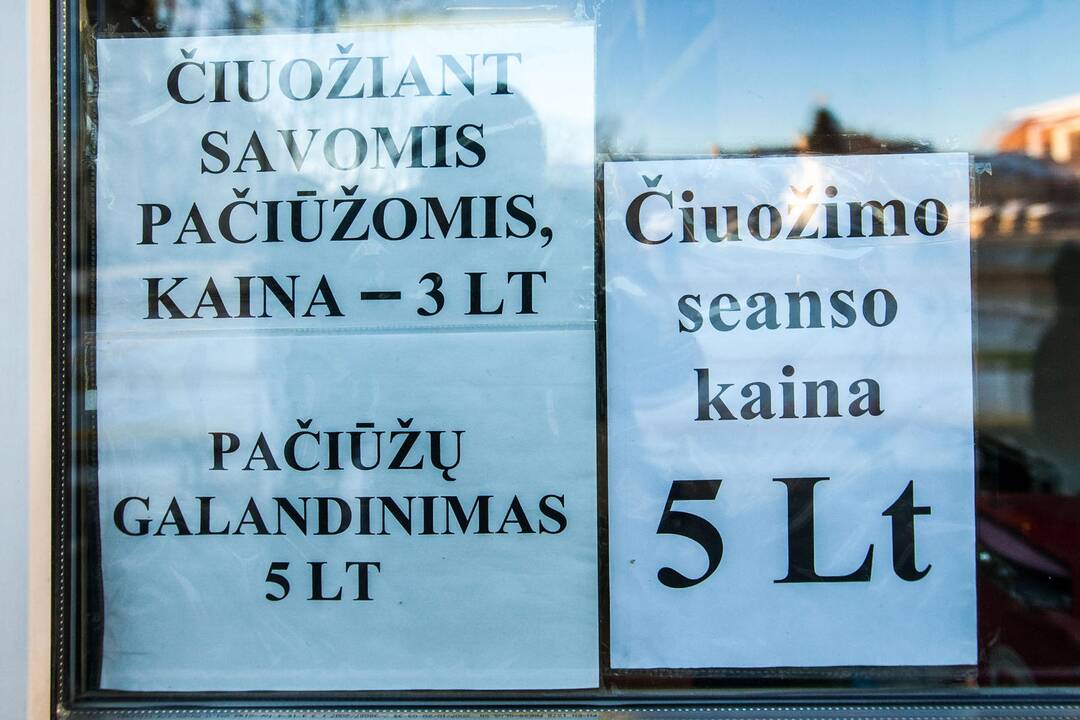 ČIUOŽIANT
SAVOMIS
PAČIŪŽOMIS,
KAINA – 3 LT
PAČIŪŽŲ
GALANDINIMAS
5 LT
Čiuožimo
seanso
kaina
5 Lt